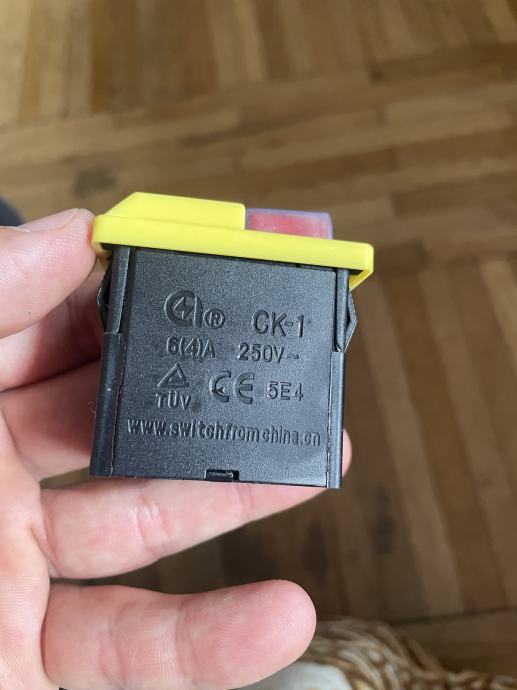 ® CK-1
6(4)A 250V~
TÜV CE 5E4
www.switchfromchina.cn